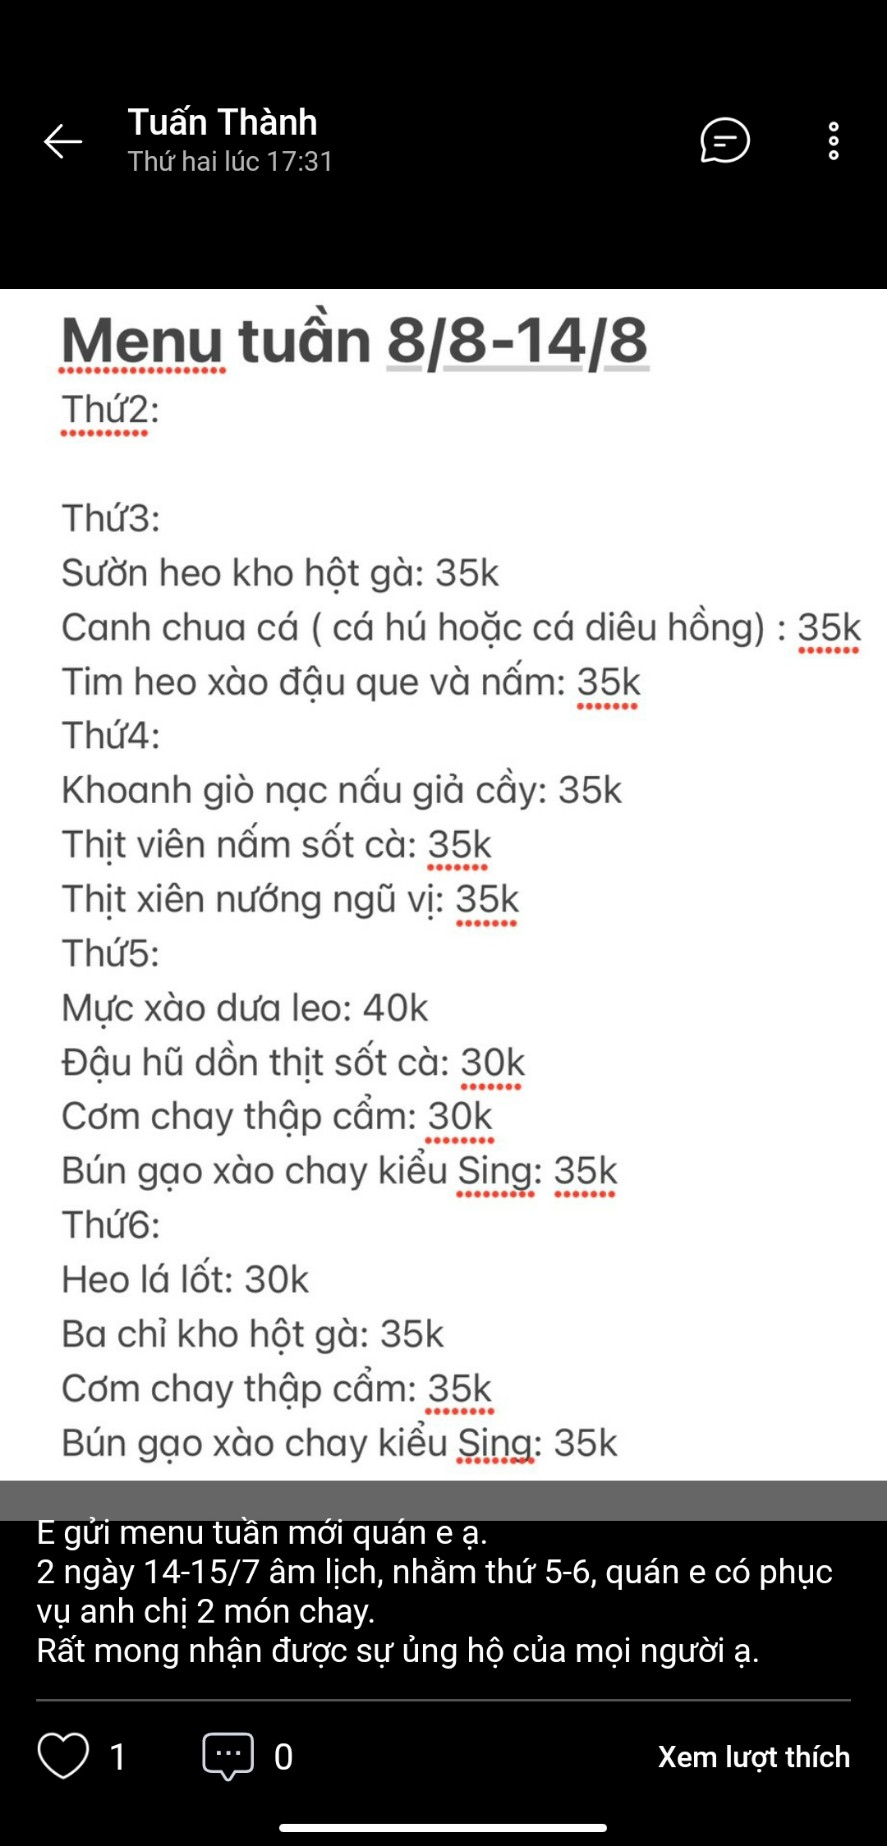 Tuấn Thành
Thứ hai lúc 17:31
Menu tuần 8/8-14/8
Thứ2:
Thứ3:
Sườn heo kho hột gà: 35k
Canh chua cá ( cá hú hoặc cá diêu hồng) : 35k
Tim heo xào đậu que và nấm: 35k
Thứ4:
Khoanh giò nạc nấu giả cầy: 35k
Thịt viên nấm sốt cà: 35k
Thịt xiên nướng ngũ vị: 35k
Thứ5:
Mực xào dưa leo: 40k
Đậu hũ dồn thịt sốt cà: 30k
Cơm chay thập cẩm: 30k
Bún gạo xào chay kiểu Sing: 35k
Thứ6:
Heo lá lốt: 30k
Ba chỉ kho hột gà: 35k
Cơm chay thập cẩm: 35k
Bún gạo xào chay kiểu Sing: 35k
E gửi menu tuần mới quán e ạ.
2 ngày 14-15/7 âm lịch, nhằm thứ 5-6, quán e có phục
vụ anh chị 2 món chay.
Rất mong nhận được sự ủng hộ của mọi người ạ.
1
0
Xem lượt thích